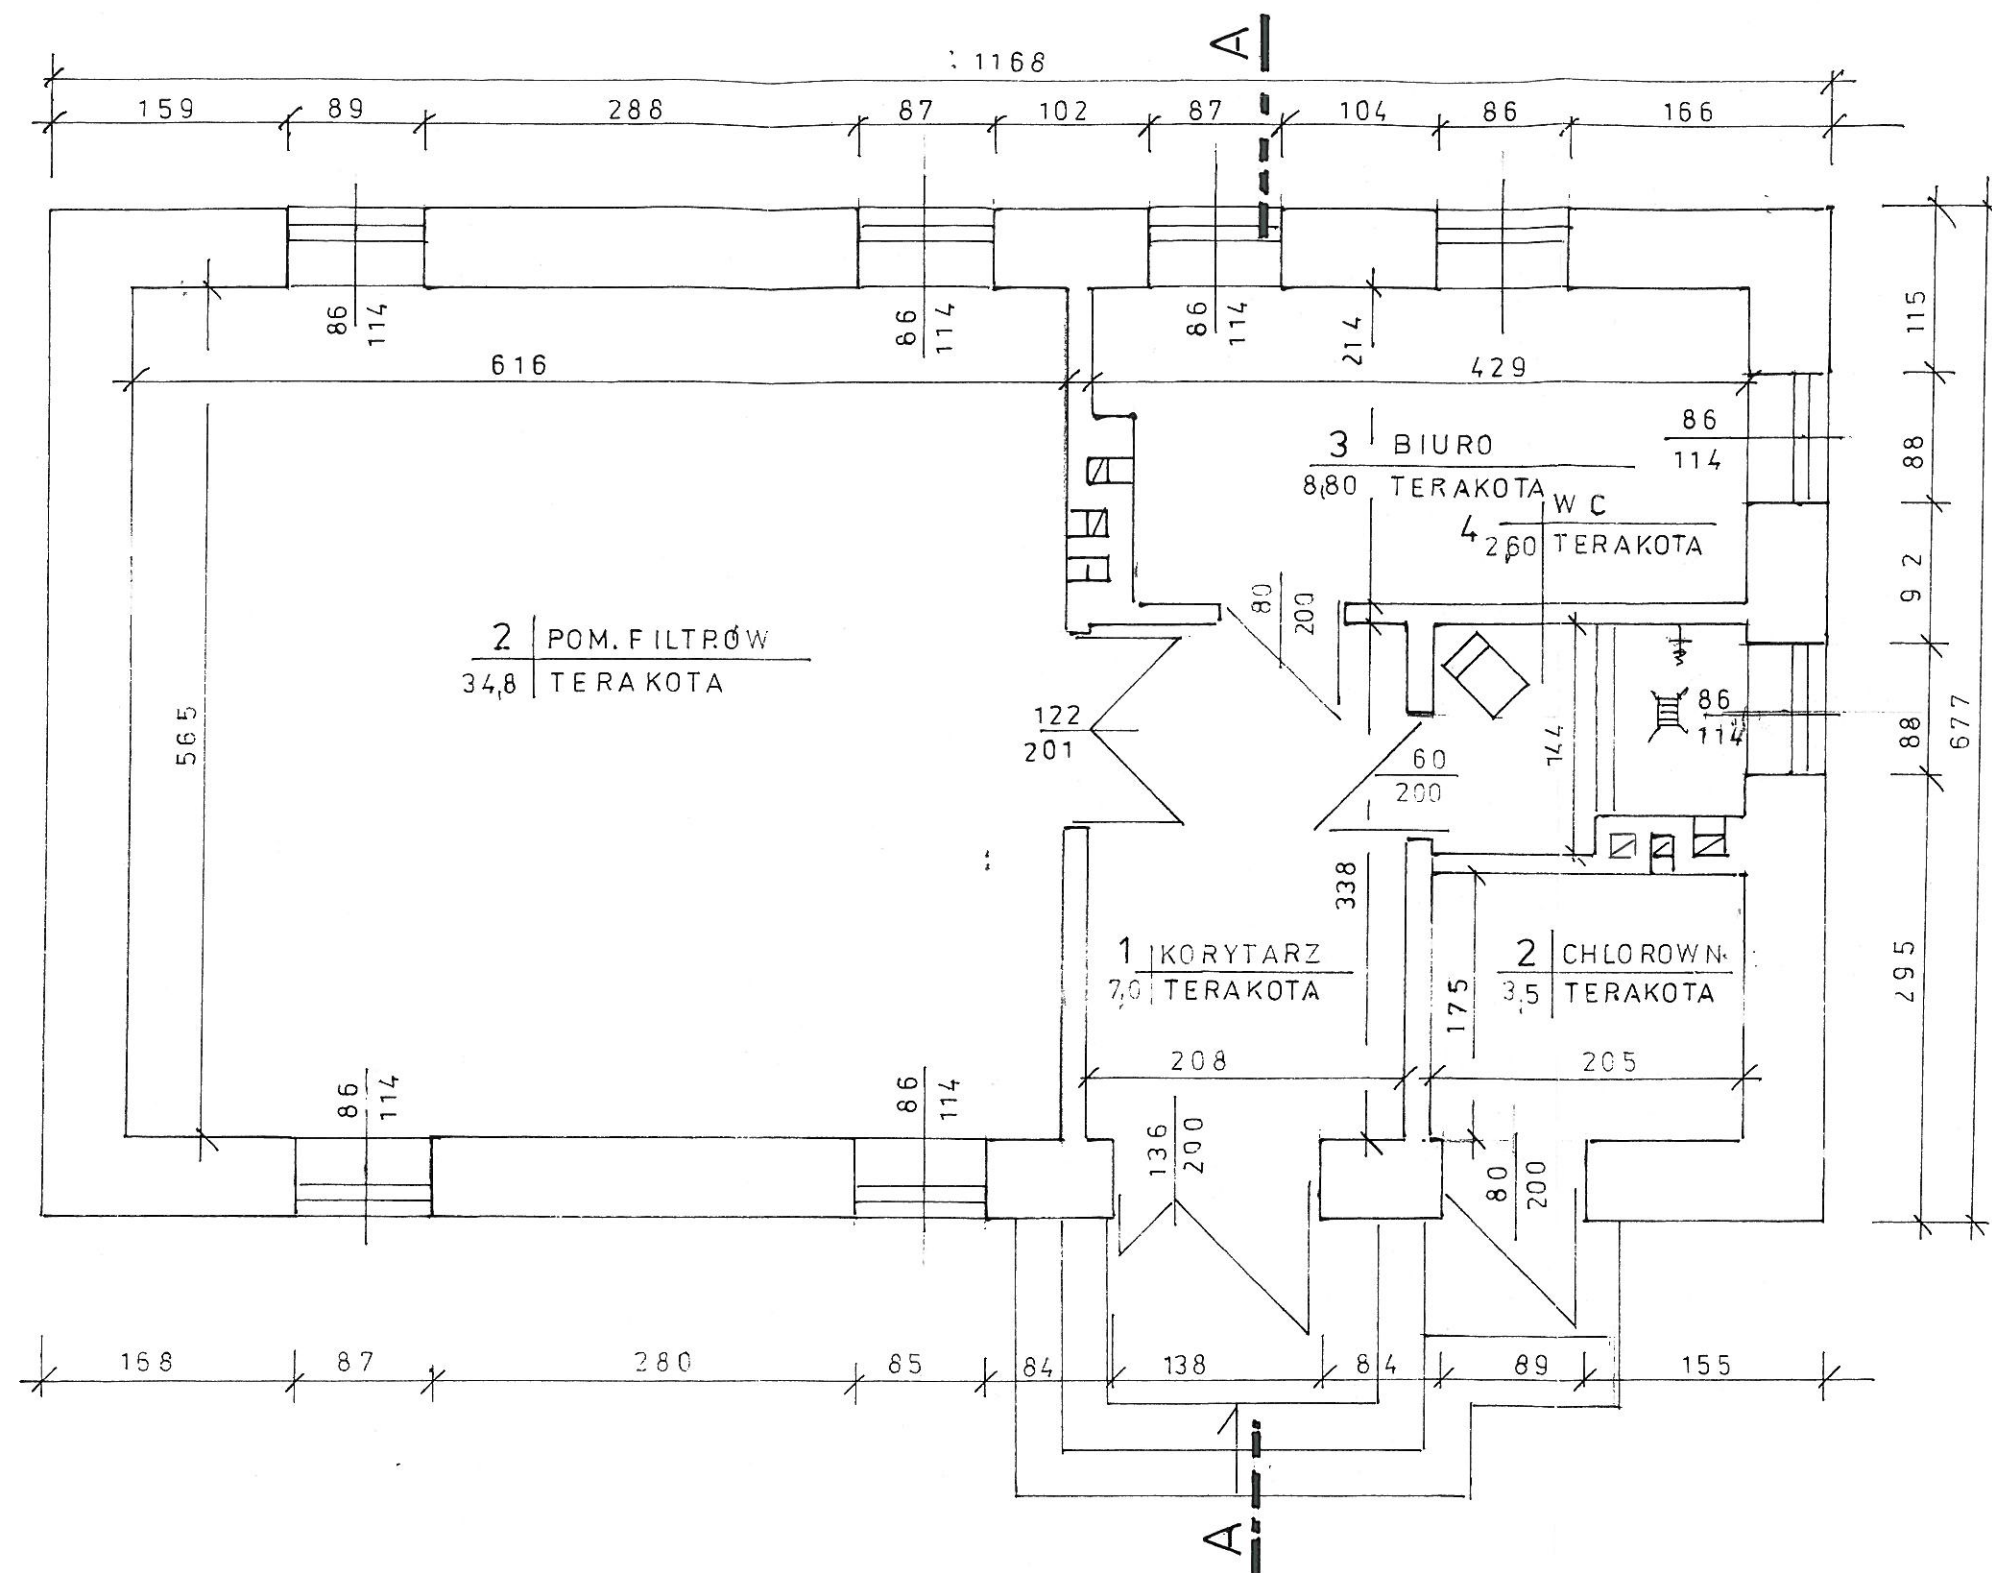 A
1168
159 89 288 87 102 87 104 86 166
86
114
86
114
86
114
214
115
616
429
3 BIURO
8,80 TERAKOTA
86
114
88
4 WC
2,60 TERAKOTA
92
80
200
2 POM. FILTRÓW
34,8 TERAKOTA
565
122
201
144
86
114
88
677
60
200
338
1 KORYTARZ
7,0 TERAKOTA
2 CHLOROWN.
3,5 TERAKOTA
175
295
208
205
86
114
86
114
136
200
80
200
168 87 280 85 84 138 84 89 155
A